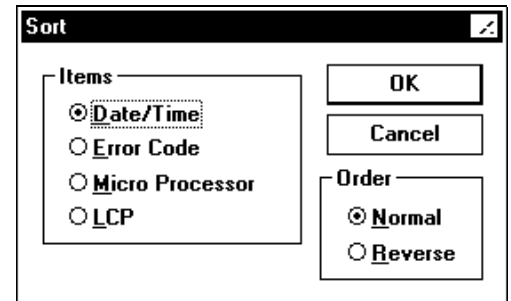 Sort
Items
Date/Time
Error Code
Micro Processor
LCP
OK
Cancel
Order
Normal
Reverse